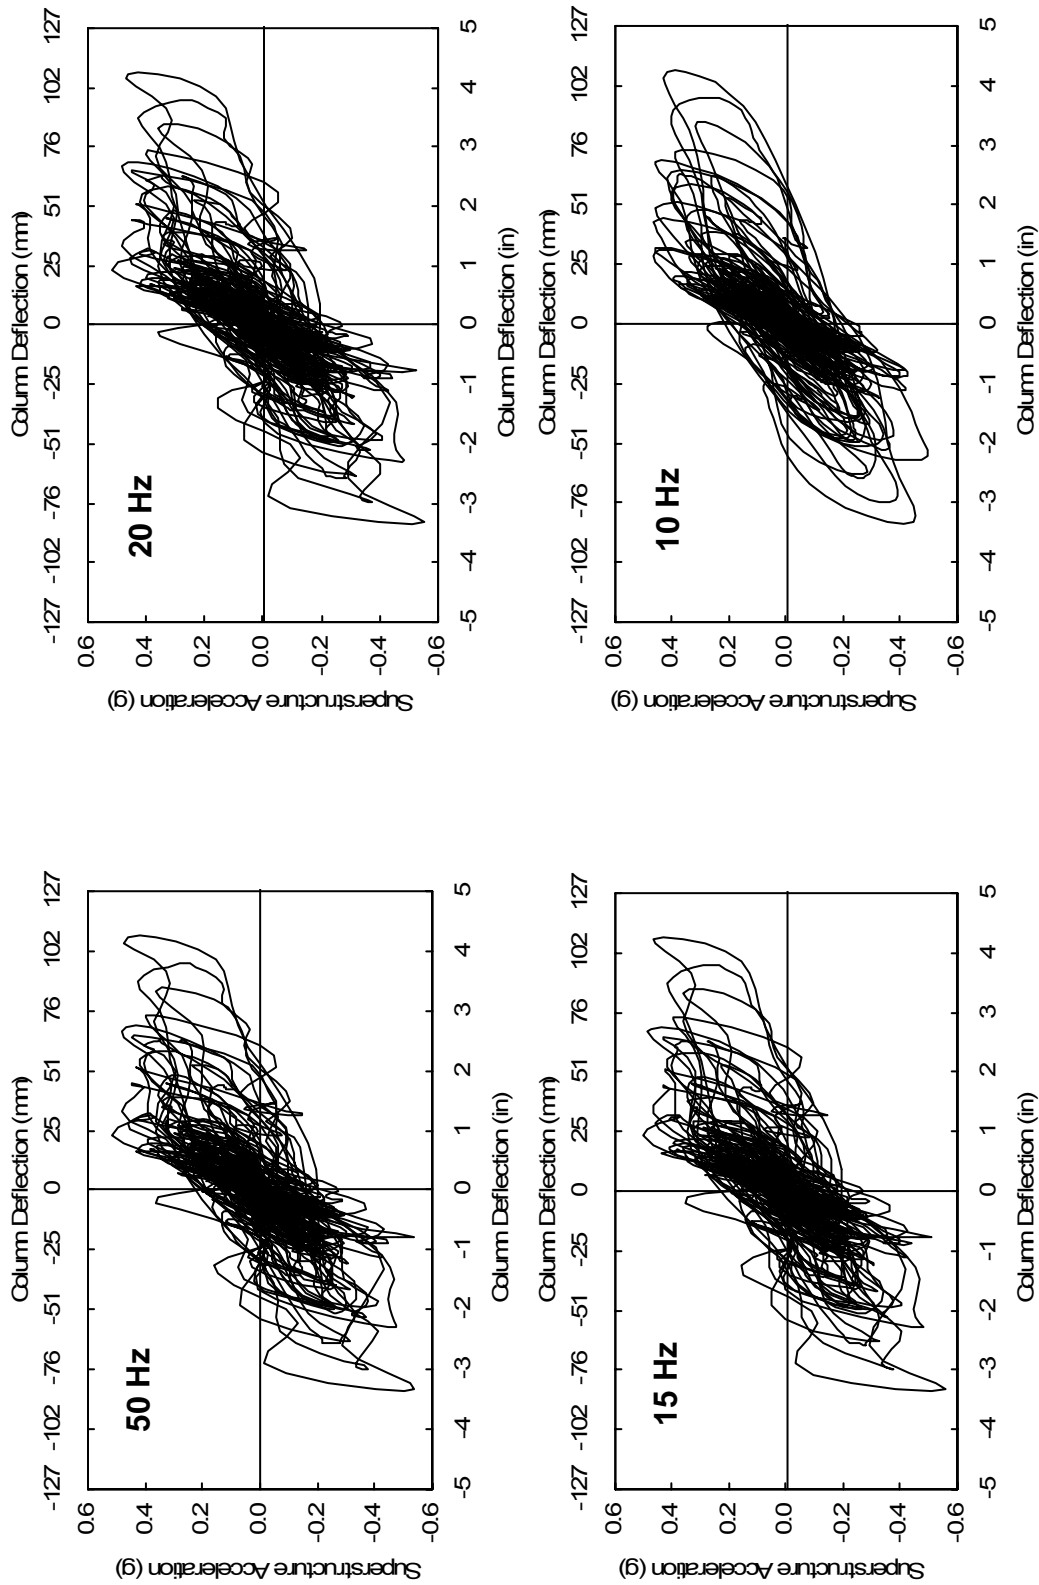 Column Deflection (mm)
-127 -102 -76 -51 -25 0 25 51 76 102 127
50 Hz
Superstructure Acceleration (g)
0.6
0.4
0.2
0.0
-0.2
-0.4
-0.6
-5 -4 -3 -2 -1 0 1 2 3 4 5
Column Deflection (in)
Column Deflection (mm)
-127 -102 -76 -51 -25 0 25 51 76 102 127
20 Hz
Superstructure Acceleration (g)
0.6
0.4
0.2
0.0
-0.2
-0.4
-0.6
-5 -4 -3 -2 -1 0 1 2 3 4 5
Column Deflection (in)
Column Deflection (mm)
-127 -102 -76 -51 -25 0 25 51 76 102 127
15 Hz
Superstructure Acceleration (g)
0.6
0.4
0.2
0.0
-0.2
-0.4
-0.6
-5 -4 -3 -2 -1 0 1 2 3 4 5
Column Deflection (in)
Column Deflection (mm)
-127 -102 -76 -51 -25 0 25 51 76 102 127
10 Hz
Superstructure Acceleration (g)
0.6
0.4
0.2
0.0
-0.2
-0.4
-0.6
-5 -4 -3 -2 -1 0 1 2 3 4 5
Column Deflection (in)